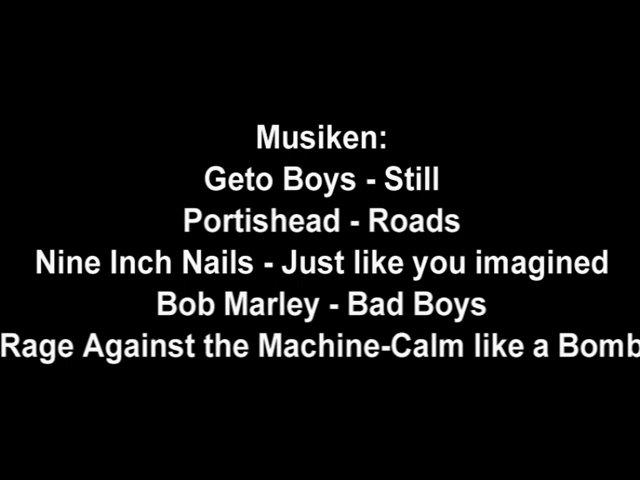 Musiken:
Geto Boys - Still
Portishead - Roads
Nine Inch Nails - Just like you imagined
Bob Marley - Bad Boys
Rage Against the Machine-Calm like a Bomb